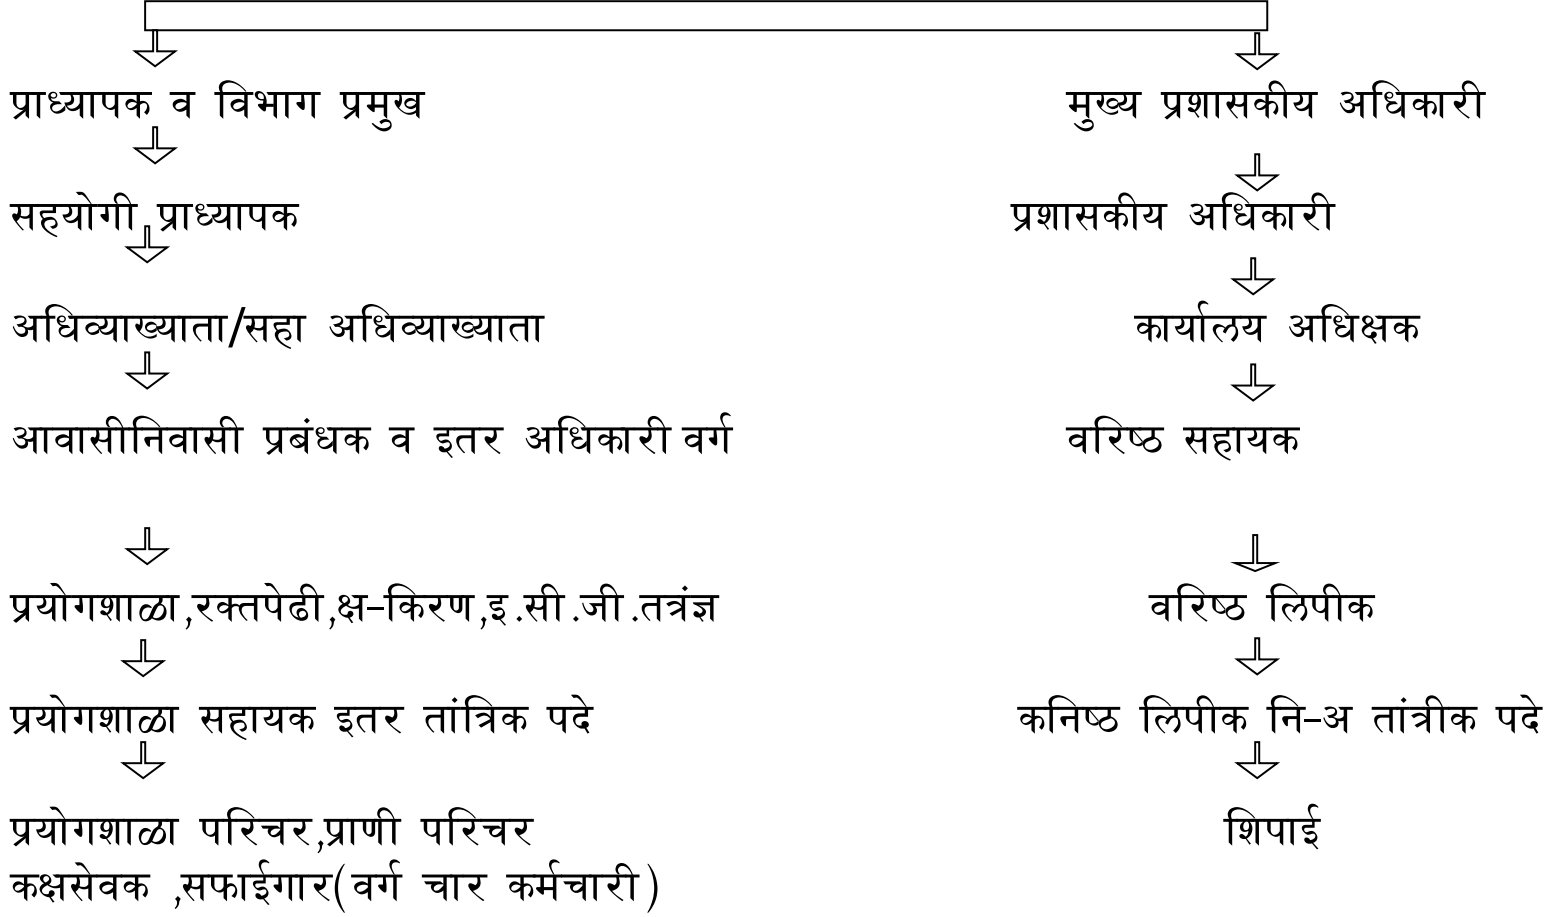 प्राध्यापक व विभाग प्रमुख
मुख्य प्रशासकीय अधिकारी
सहयोगी प्राध्यापक
प्रशासकीय अधिकारी
अधिव्याख्याता/सहा अधिव्याख्याता
कार्यालय अधिक्षक
आवासीनिवासी प्रबंधक व इतर अधिकारी वर्ग
वरिष्ठ सहायक
प्रयोगशाळा,रक्तपेढी,क्ष-किरण,इ.सी.जी.तत्रंज्ञ
वरिष्ठ लिपीक
प्रयोगशाळा सहायक इतर तांत्रिक पदे
कनिष्ठ लिपीक नि-अ तांत्रीक पदे
प्रयोगशाळा परिचर,प्राणी परिचर
शिपाई
कक्षसेवक ,सफाईगार(वर्ग चार कर्मचारी)